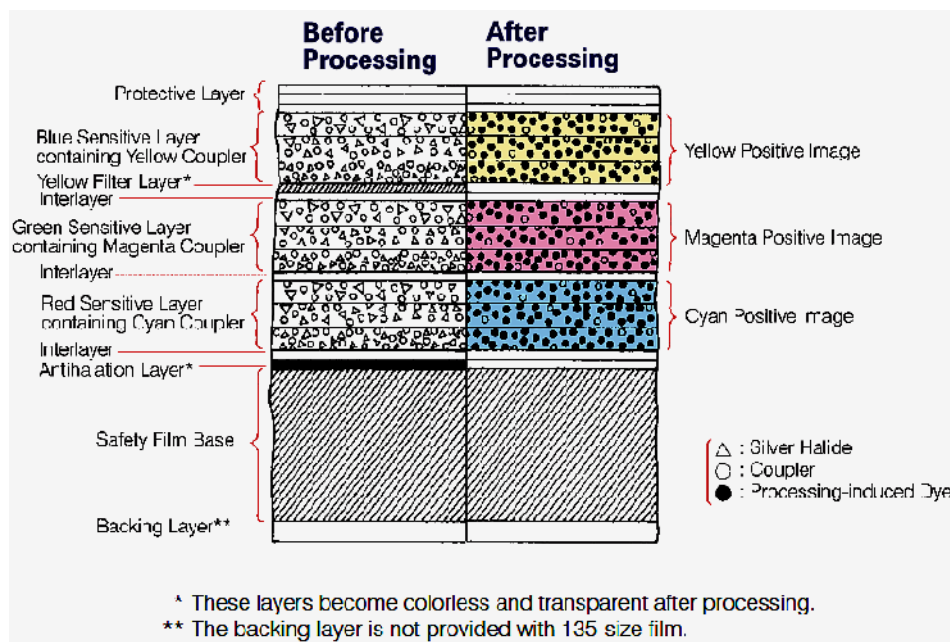 Before
Processing
After
Processing
Protective Layer
Blue Sensitive Layer
containing Yellow Coupler
Yellow Filter Layer*
Interlayer
Green Sensitive Layer
containing Magenta Coupler
Interlayer
Red Sensitive Layer
containing Cyan Coupler
Interlayer
Antihalation Layer*
Safety Film Base
Backing Layer**
Yellow Positive Image
Magenta Positive Image
Cyan Positive Image
△ : Silver Halide
○ : Coupler
● : Processing-induced Dye
* These layers become colorless and transparent after processing.
** The backing layer is not provided with 135 size film.